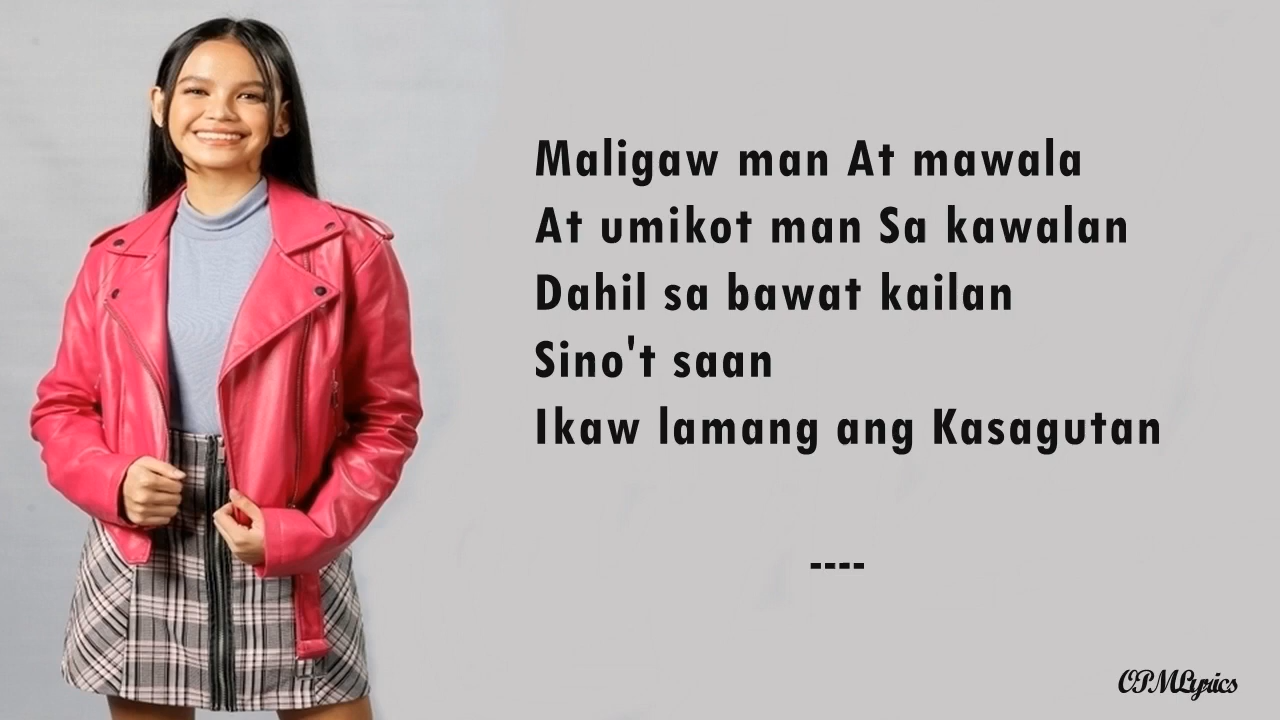 Maligaw man At mawala
At umikot man Sa kawalan
Dahil sa bawat kailan
Sino't saan
Ikaw lamang ang Kasagutan
----
OPMLyrics